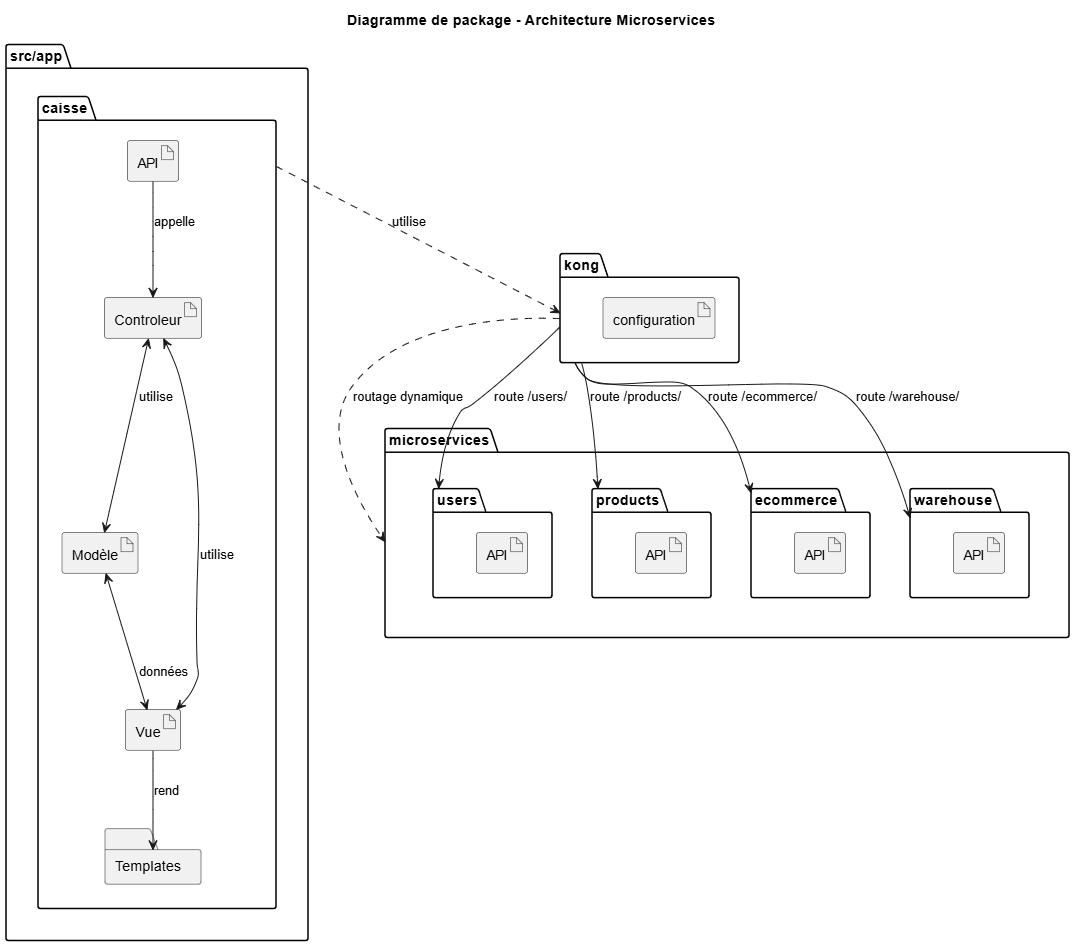 Diagramme de package - Architecture Microservices
src/app
caisse
API
appelle
utilise
kong
Controleur
configuration
utilise
routage dynamique
route /users/
route /products/
route /ecommerce/
route /warehouse/
microservices
users
products
ecommerce
warehouse
Modèle
utilise
API
API
API
API
données
Vue
rend
Templates